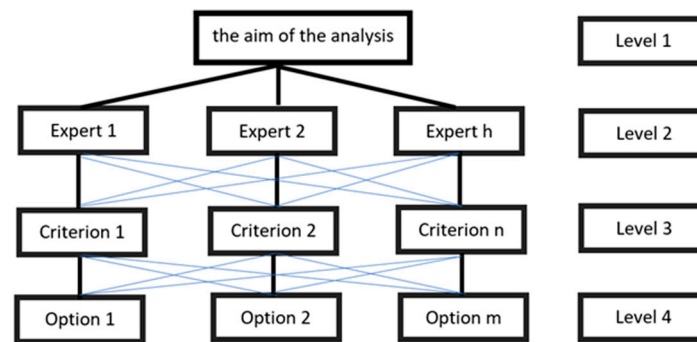 the aim of the analysis
Level 1
Expert 1
Expert 2
Expert h
Level 2
Criterion 1
Criterion 2
Criterion n
Level 3
Option 1
Option 2
Option m
Level 4